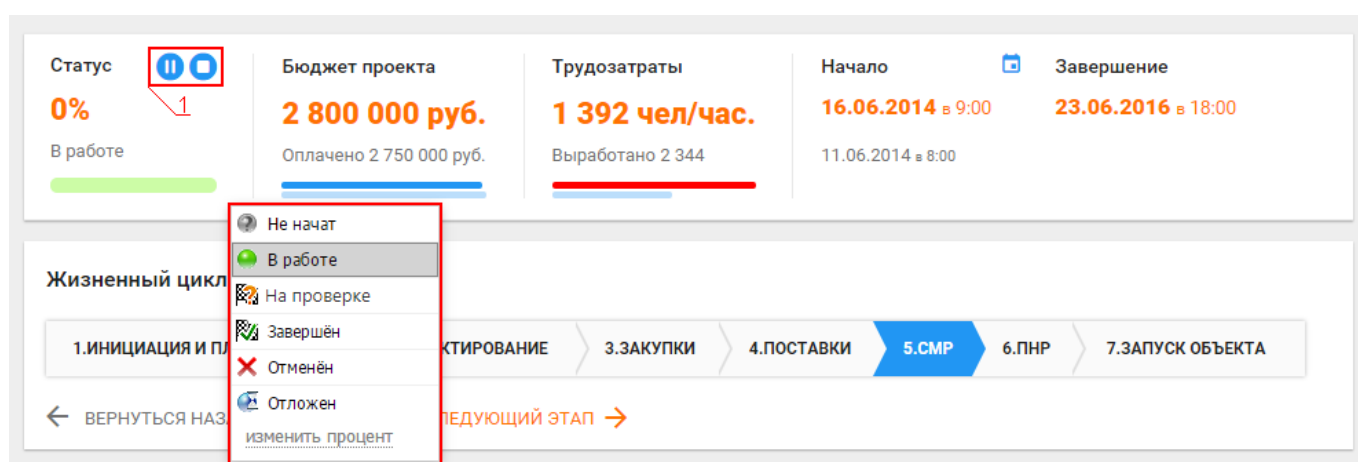 Статус
1
0%
В работе
Бюджет проекта
2 800 000 руб.
Оплачено 2 750 000 руб.
Трудозатраты
1 392 чел/час.
Выработано 2 344
Начало
16.06.2014 в 9:00
11.06.2014 в 8:00
Завершение
23.06.2016 в 18:00
Не начат
В работе
На проверке
Завершён
Отменён
Отложен
изменить процент
Жизненный цикл
1.ИНИЦИАЦИЯ И ПЛ
КТИРОВАНИЕ
3.ЗАКУПКИ
4.ПОСТАВКИ
5.СМР
6.ПНР
7.ЗАПУСК ОБЪЕКТА
ВЕРНУТЬСЯ НАЗ
ЛЕДУЮЩИЙ ЭТАП